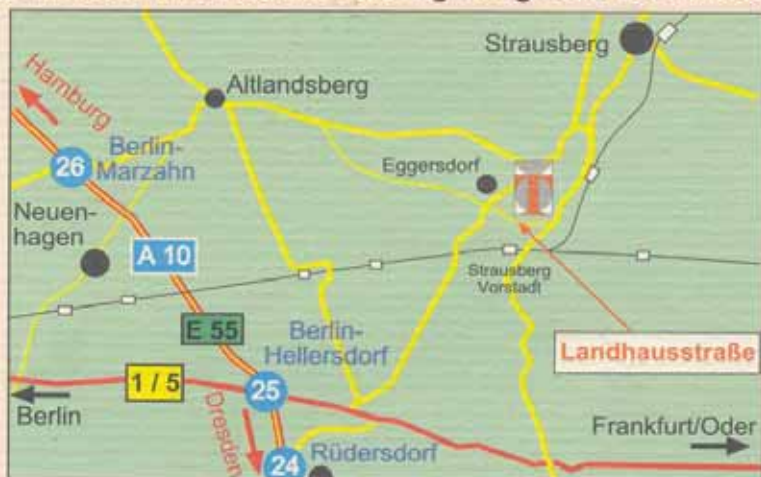 Strausberg
Altlandsberg
Hamburg
Berlin-
Marzahn
26
Eggersdorf
T
Neuen-
hagen
A 10
Strausberg
Vorstadt
E 55
Berlin-
Hellersdorf
Landhausstraße
1 / 5
25
Berlin
Dresden
Frankfurt/Oder
24
Rüdersdorf